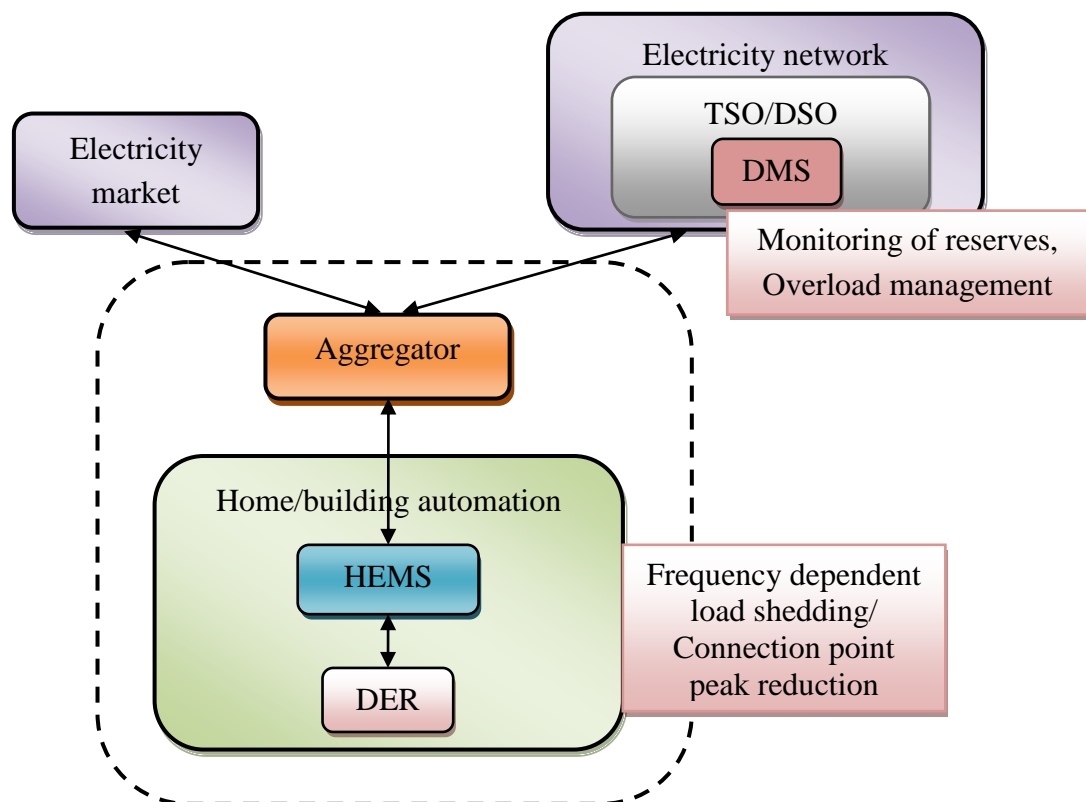 Electricity network
TSO/DSO
DMS
Electricity
market
Monitoring of reserves,
Overload management
Aggregator
Home/building automation
HEMS
DER
Frequency dependent
load shedding/
Connection point
peak reduction